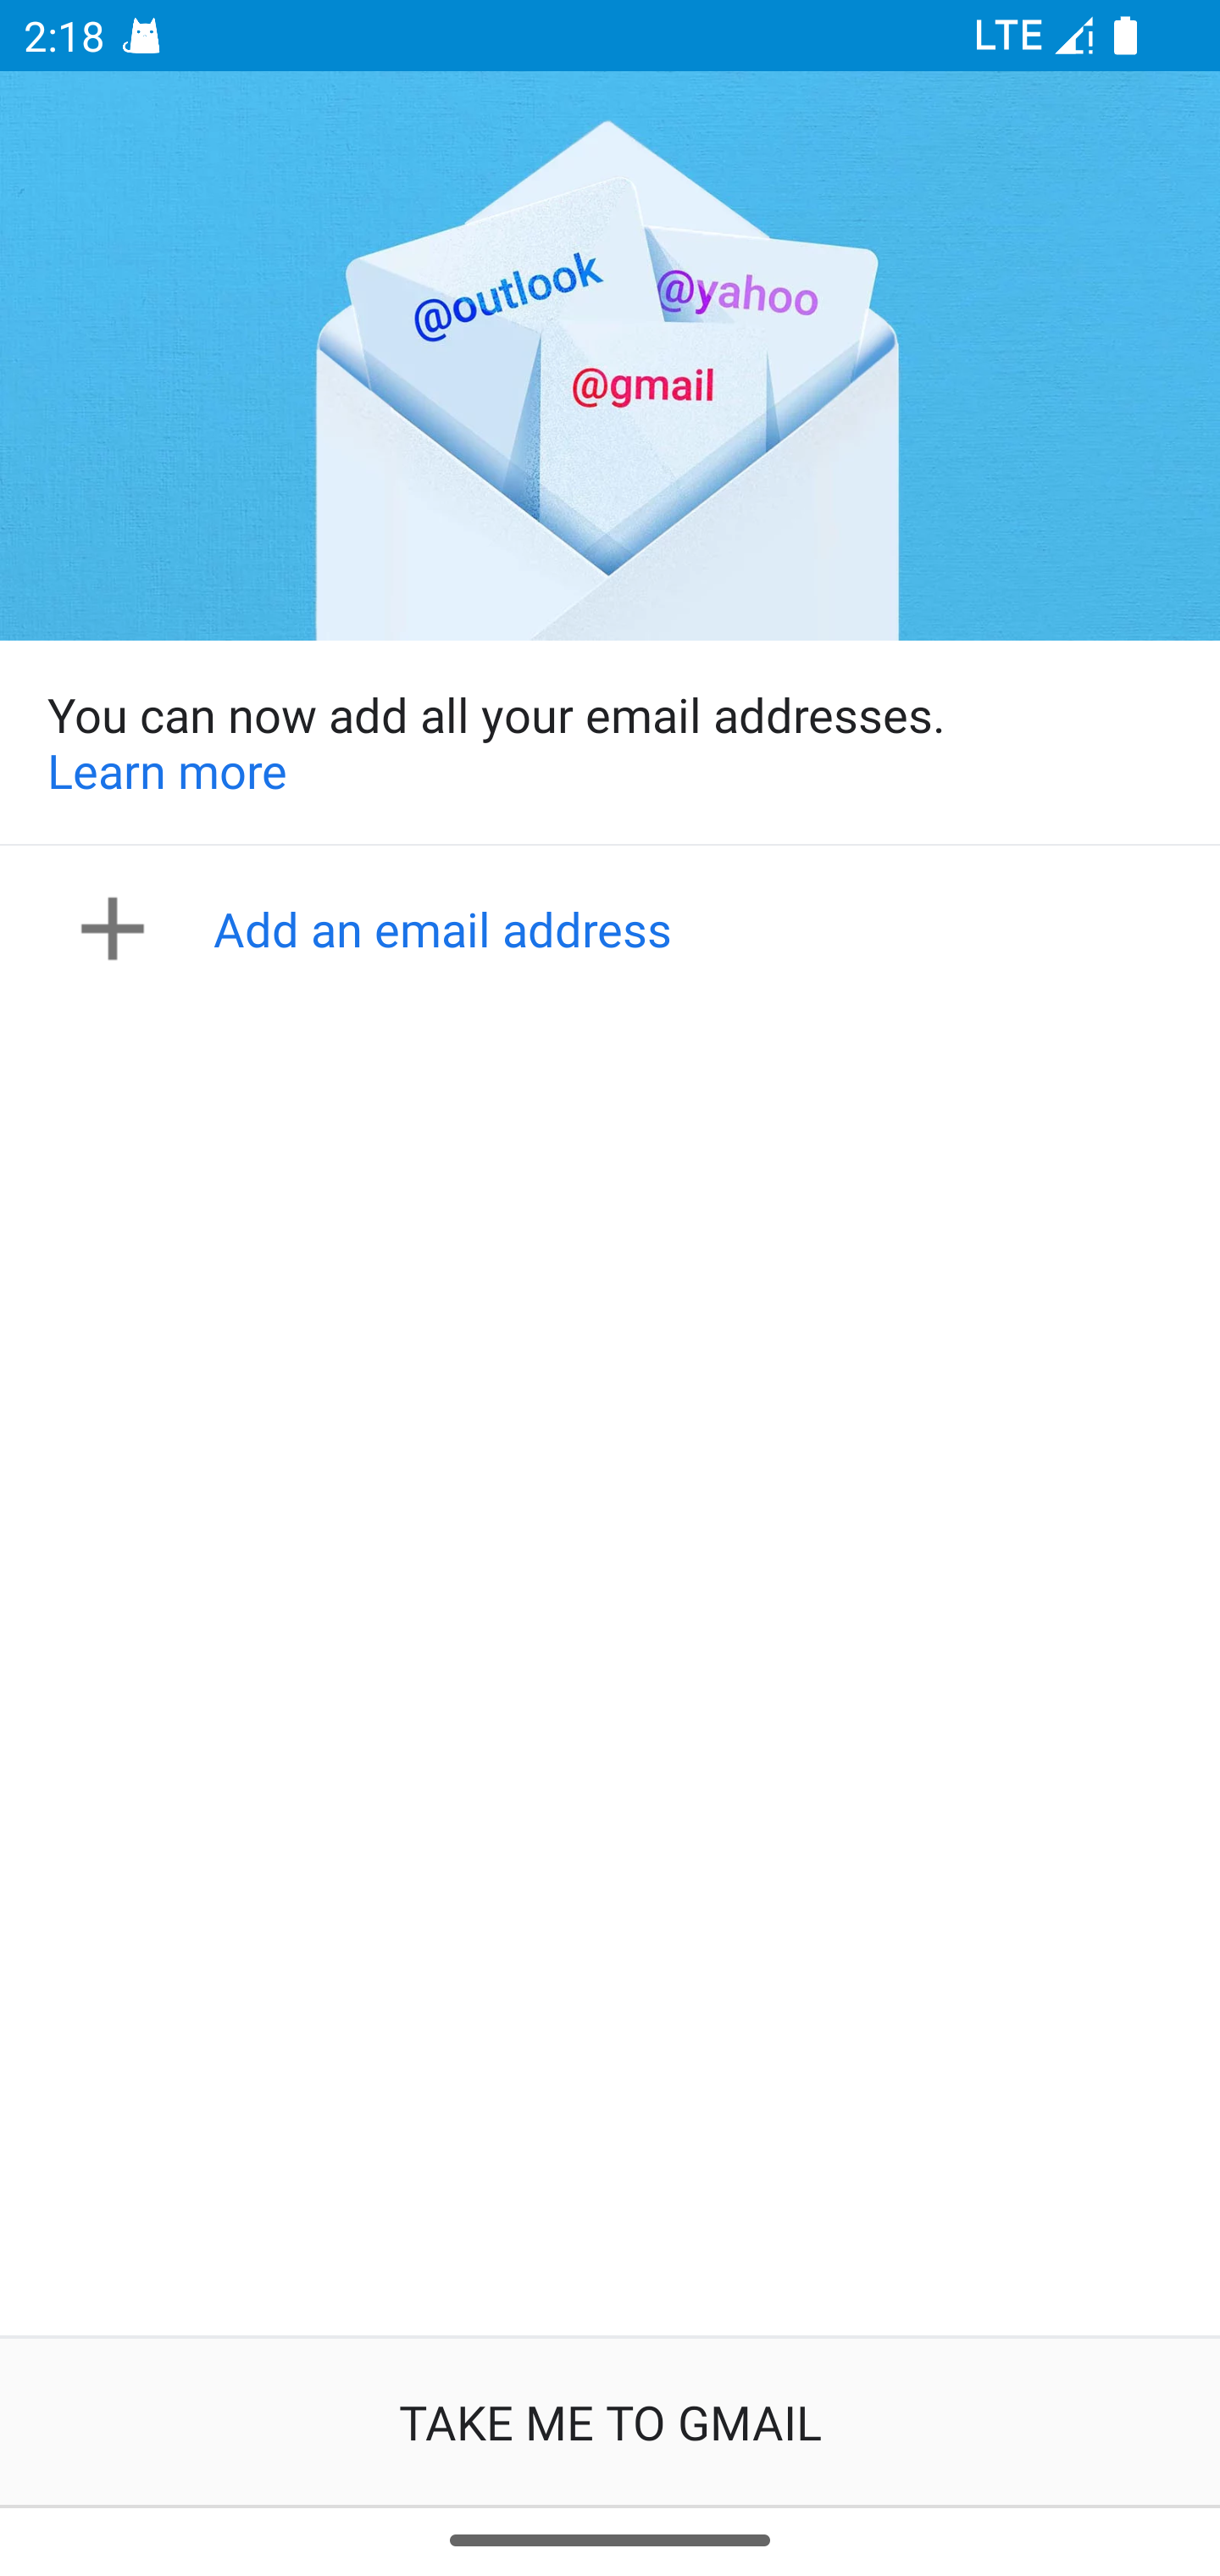 2:18 LTE
@outlook @yahoo
@gmail
You can now add all your email addresses.
Learn more
Add an email address
TAKE ME TO GMAIL